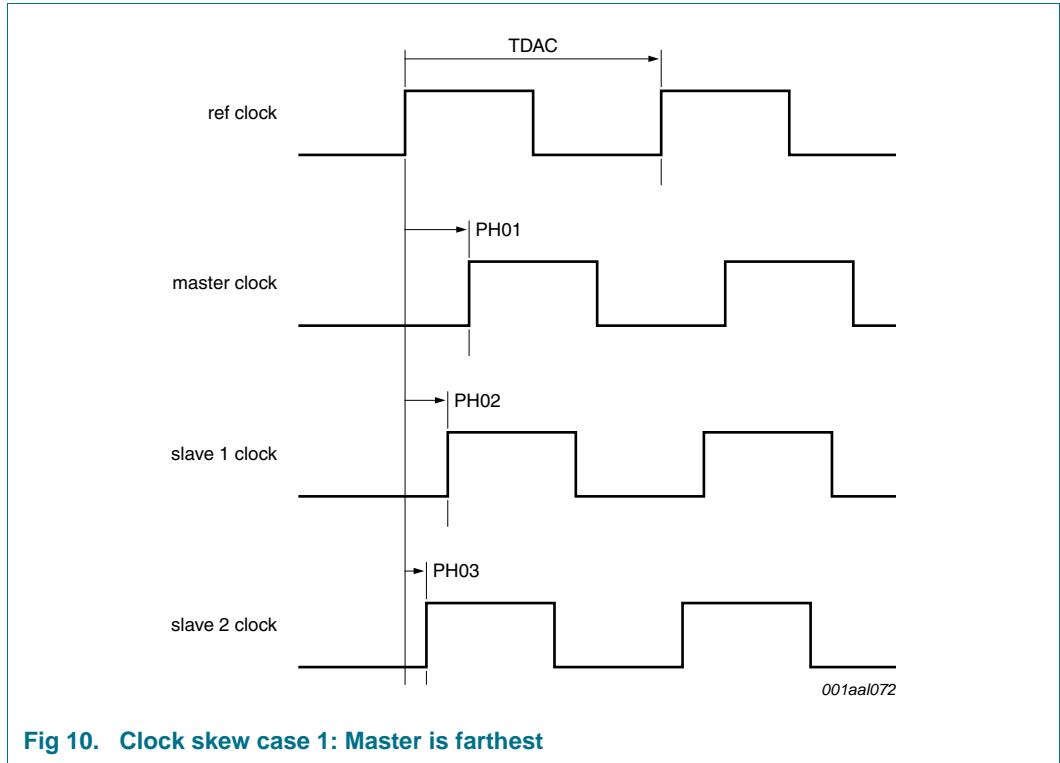 TDAC
ref clock
PH01
master clock
PH02
slave 1 clock
PH03
slave 2 clock
001aal072
Fig 10. Clock skew case 1: Master is farthest